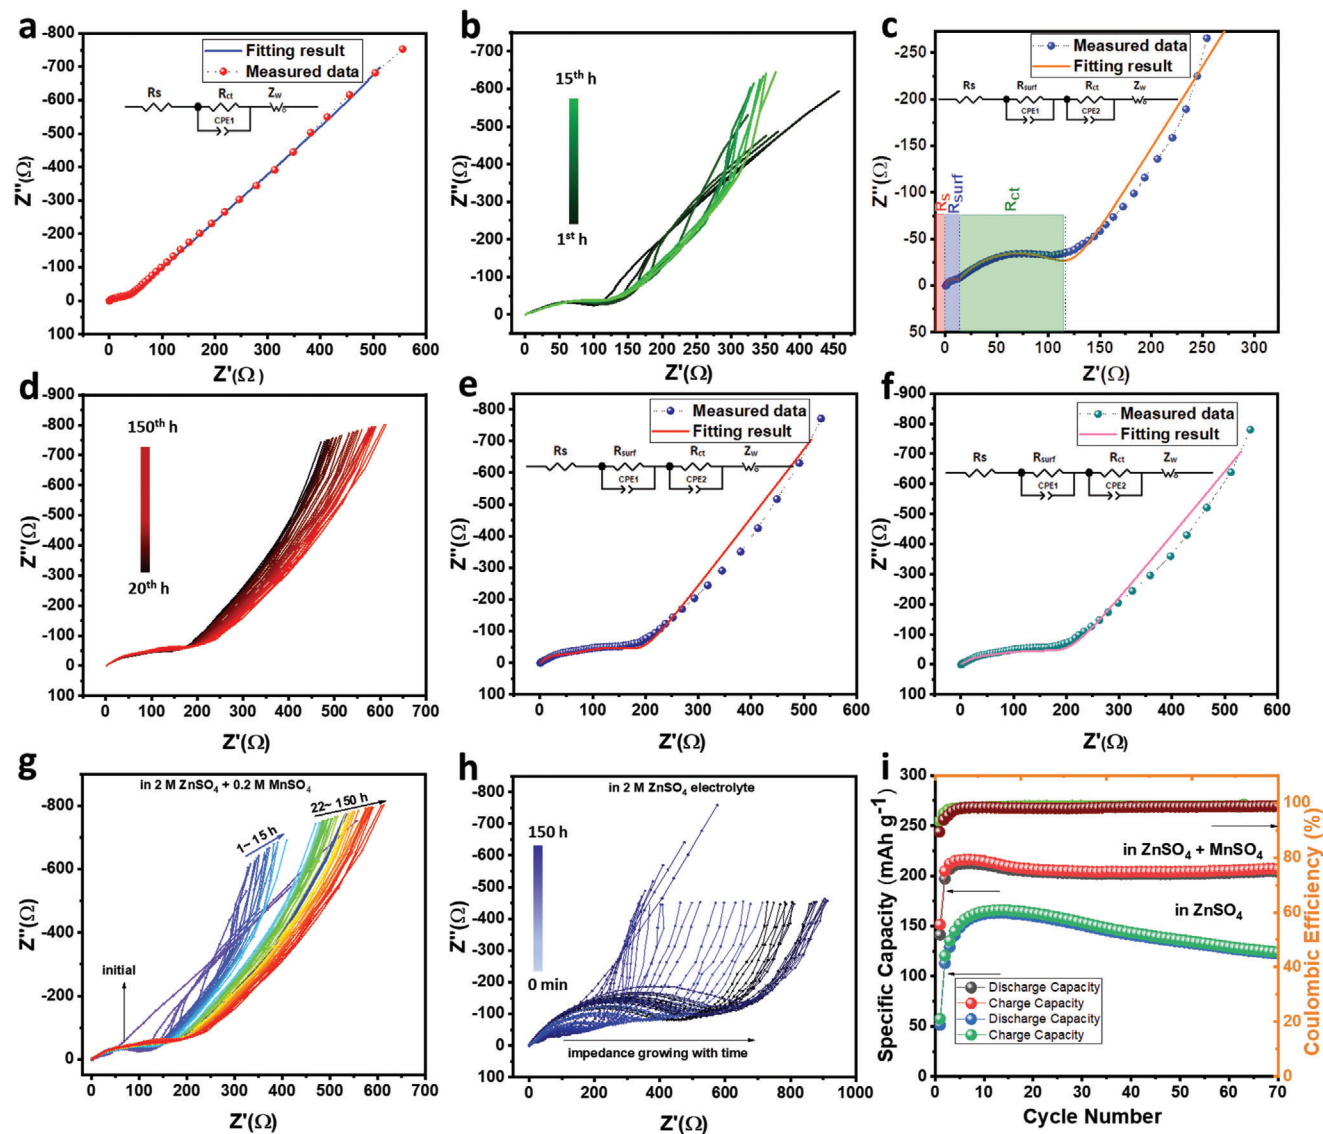 a
-800
-700
-600
-500
-400
-300
-200
-100
0
100
Z''(Ω)
Fitting result
Measured data
Rs
Rct
Zw
CPE1
0 100 200 300 400 500 600
Z'(Ω)
b
-700
-600
-500
-400
-300
-200
-100
0
Z''(Ω)
15th h
1st h
0 50 100 150 200 250 300 350 400 450
Z'(Ω)
c
-250
-200
-150
-100
-50
0
50
Z''(Ω)
Measured data
Fitting result
Rs
Rsurf
Rct
Zw
CPE1
CPE2
Rs
Rsurf
Rct
0 50 100 150 200 250 300
Z'(Ω)
d
-900
-800
-700
-600
-500
-400
-300
-200
-100
0
100
Z''(Ω)
150th h
20th h
0 100 200 300 400 500 600 700
Z'(Ω)
e
-800
-700
-600
-500
-400
-300
-200
-100
0
100
Z''(Ω)
Measured data
Fitting result
Rs
Rsurf
Rct
Zw
CPE1
CPE2
0 100 200 300 400 500 600
Z'(Ω)
f
-900
-800
-700
-600
-500
-400
-300
-200
-100
0
100
Z''(Ω)
Measured data
Fitting result
Rs
Rsurf
Rct
Zw
CPE1
CPE2
0 100 200 300 400 500 600
Z'(Ω)
g
in 2 M ZnSO4 + 0.2 M MnSO4
-800
-700
-600
-500
-400
-300
-200
-100
0
Z''(Ω)
1~ 15 h
22~ 150 h
initial
0 100 200 300 400 500 600 700
Z'(Ω)
h
in 2 M ZnSO4 electrolyte
-800
-700
-600
-500
-400
-300
-200
-100
0
100
Z''(Ω)
150 h
0 min
impedance growing with time
0 200 400 600 800 1000
Z'(Ω)
i
300
275
250
225
200
175
150
125
100
75
50
25
0
Specific Capacity (mAh g-1)
in ZnSO4 + MnSO4
in ZnSO4
Discharge Capacity
Charge Capacity
Discharge Capacity
Charge Capacity
100
80
60
40
20
0
Coulombic Efficiency (%)
0 10 20 30 40 50 60 70
Cycle Number